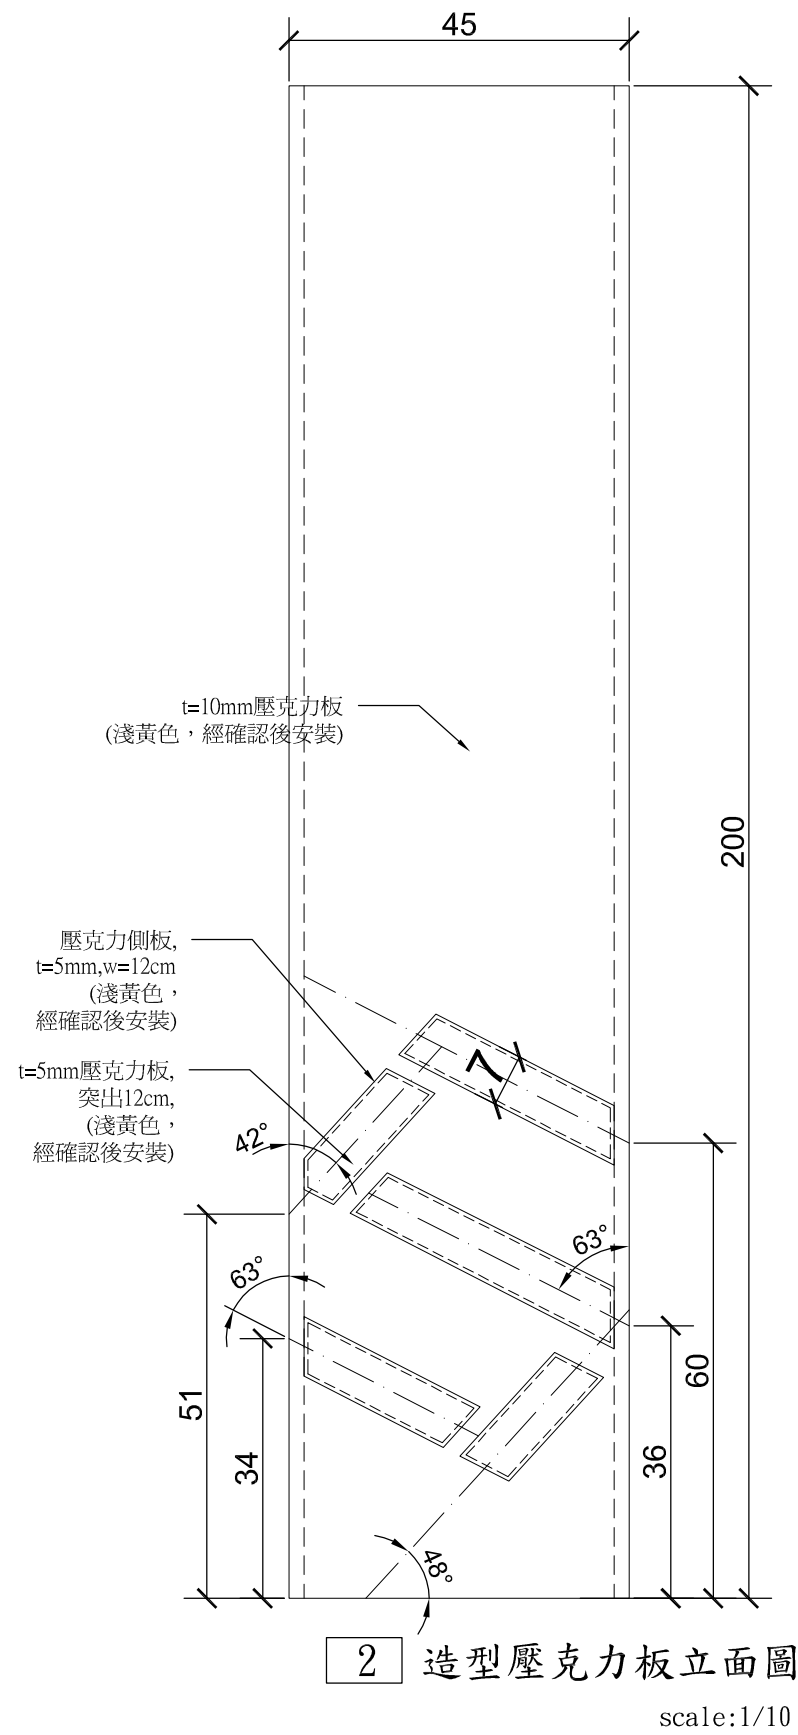 45
t=10mm壓克力板
(淺黃色，經確認後安裝)
200
壓克力側板,
t=5mm,w=12cm
(淺黃色，
經確認後安裝)
t=5mm壓克力板,
突出12cm,
(淺黃色，
經確認後安裝)
7
42°
63°
63°
51
34
36
60
48°
2 造型壓克力板立面圖
scale:1/10